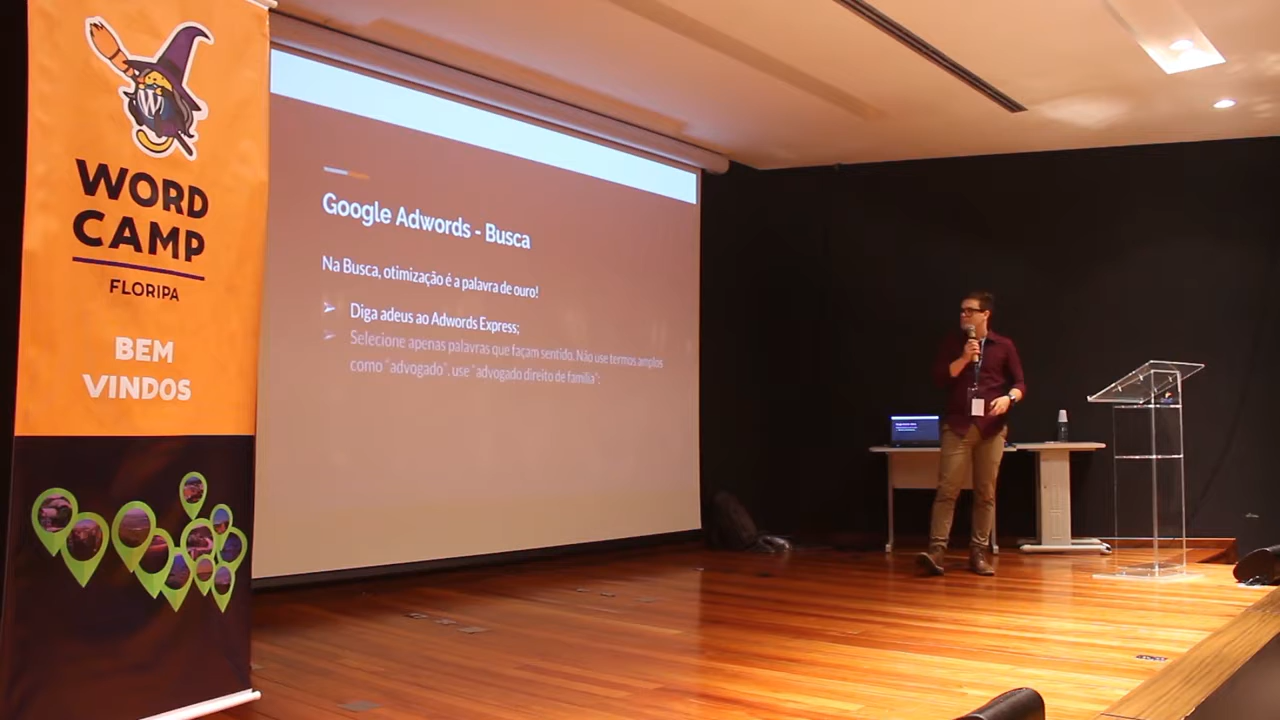 WORD
CAMP
FLORIPA
BEM
VINDOS
Google Adwords - Busca
Na Busca, otimização é a palavra de ouro!
➢ Diga adeus ao Adwords Express;
➢ Selecione apenas palavras que façam sentido. Não use termos amplos
como "advogado", use "advogado direito de família";